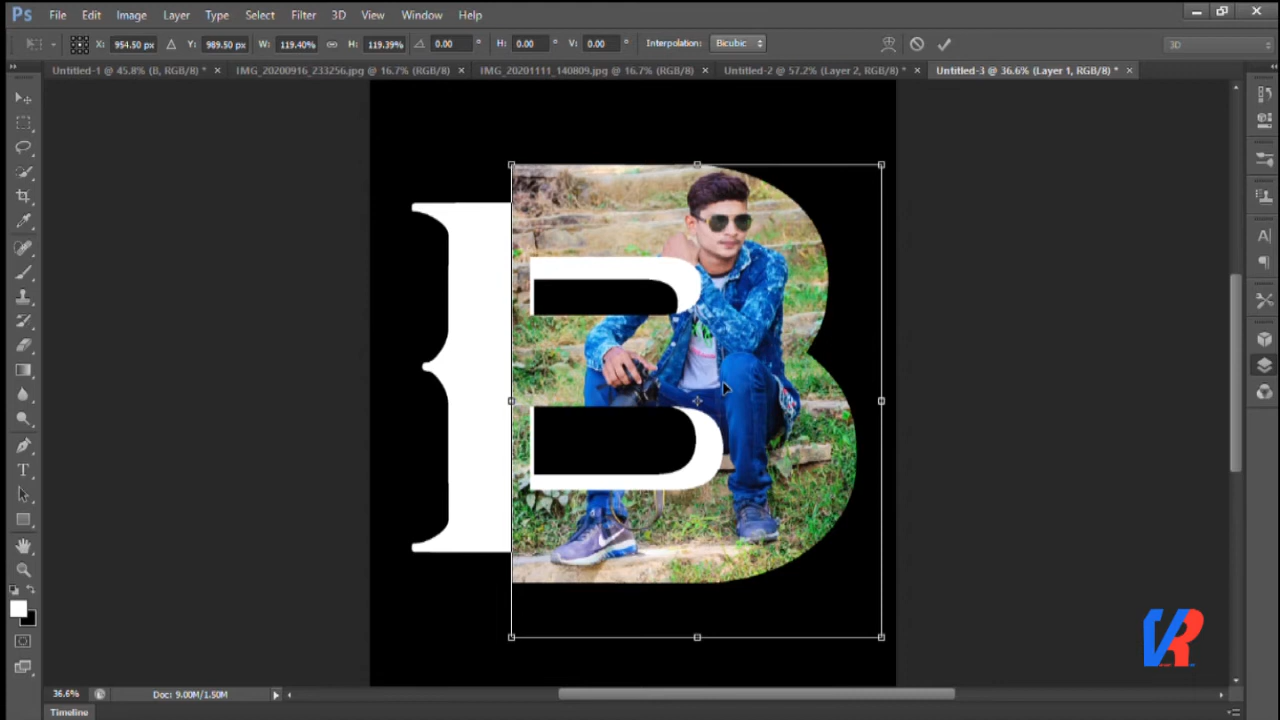 Ps File Edit Image Layer Type Select Filter 3D View Window Help
X: 954.50 px Y: 989.50 px W: 119.40% H: 119.39% 0.00 ° H: 0.00 ° V: 0.00 ° Interpolation: Bicubic 3D
Untitled-1 @ 45.8% (B, RGB/8) * × IMG_20200916_233256.jpg @ 16.7% (RGB/8) × IMG_20201111_140809.jpg @ 16.7% (RGB/8) × Untitled-2 @ 57.2% (Layer 2, RGB/8) * × Untitled-3 @ 36.6% (Layer 1, RGB/8) * ×
B
VR
36.6% Doc: 9.00M/1.50M
Timeline